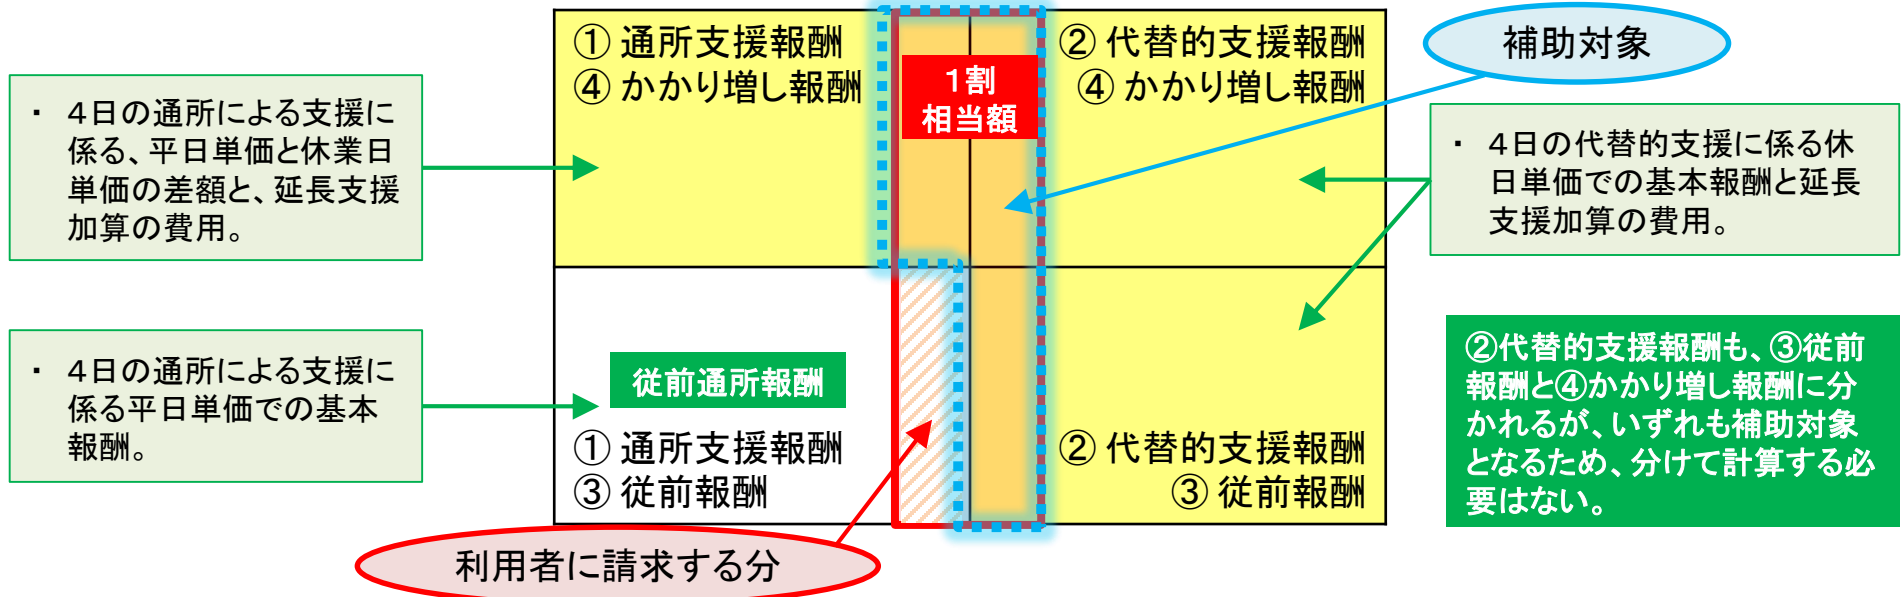 ① 通所支援報酬
④ かかり増し報酬
１割
相当額
② 代替的支援報酬
④ かかり増し報酬
補助対象
・ ４日の通所による支援に
係る、平日単価と休業日
単価の差額と、延長支援
加算の費用。
・ ４日の代替的支援に係る休
日単価での基本報酬と延長
支援加算の費用。
・ ４日の通所による支援に
係る平日単価での基本
報酬。
従前通所報酬
① 通所支援報酬
③ 従前報酬
② 代替的支援報酬
③ 従前報酬
②代替的支援報酬も、③従前
報酬と④かかり増し報酬に分
かれるが、いずれも補助対象
となるため、分けて計算する必
要はない。
利用者に請求する分